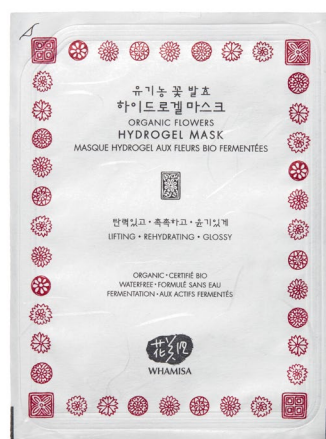 유기농 꽃 발효
하이드로겔 마스크
ORGANIC FLOWERS
HYDROGEL MASK
MASQUE HYDROGEL AUX FLEURS BIO FERMENTÉES
탄력있고 • 촉촉하고 • 윤기있게
LIFTING • REHYDRATING • GLOSSY
ORGANIC • CERTIFIÉ BIO
WATERFREE • FORMULÉ SANS EAU
FERMENTATION • AUX ACTIFS FERMENTÉS
WHAMISA